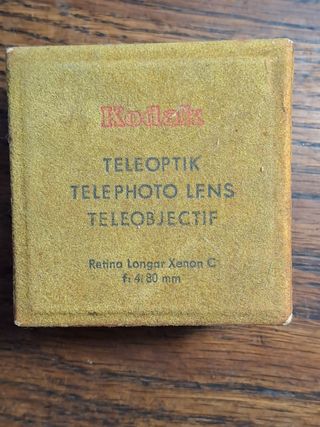 Kodak
TELEOPTIK
TELEPHOTO LENS
TELEOBJECTIF
Retina Longar Xenon C
f: 4/80 mm